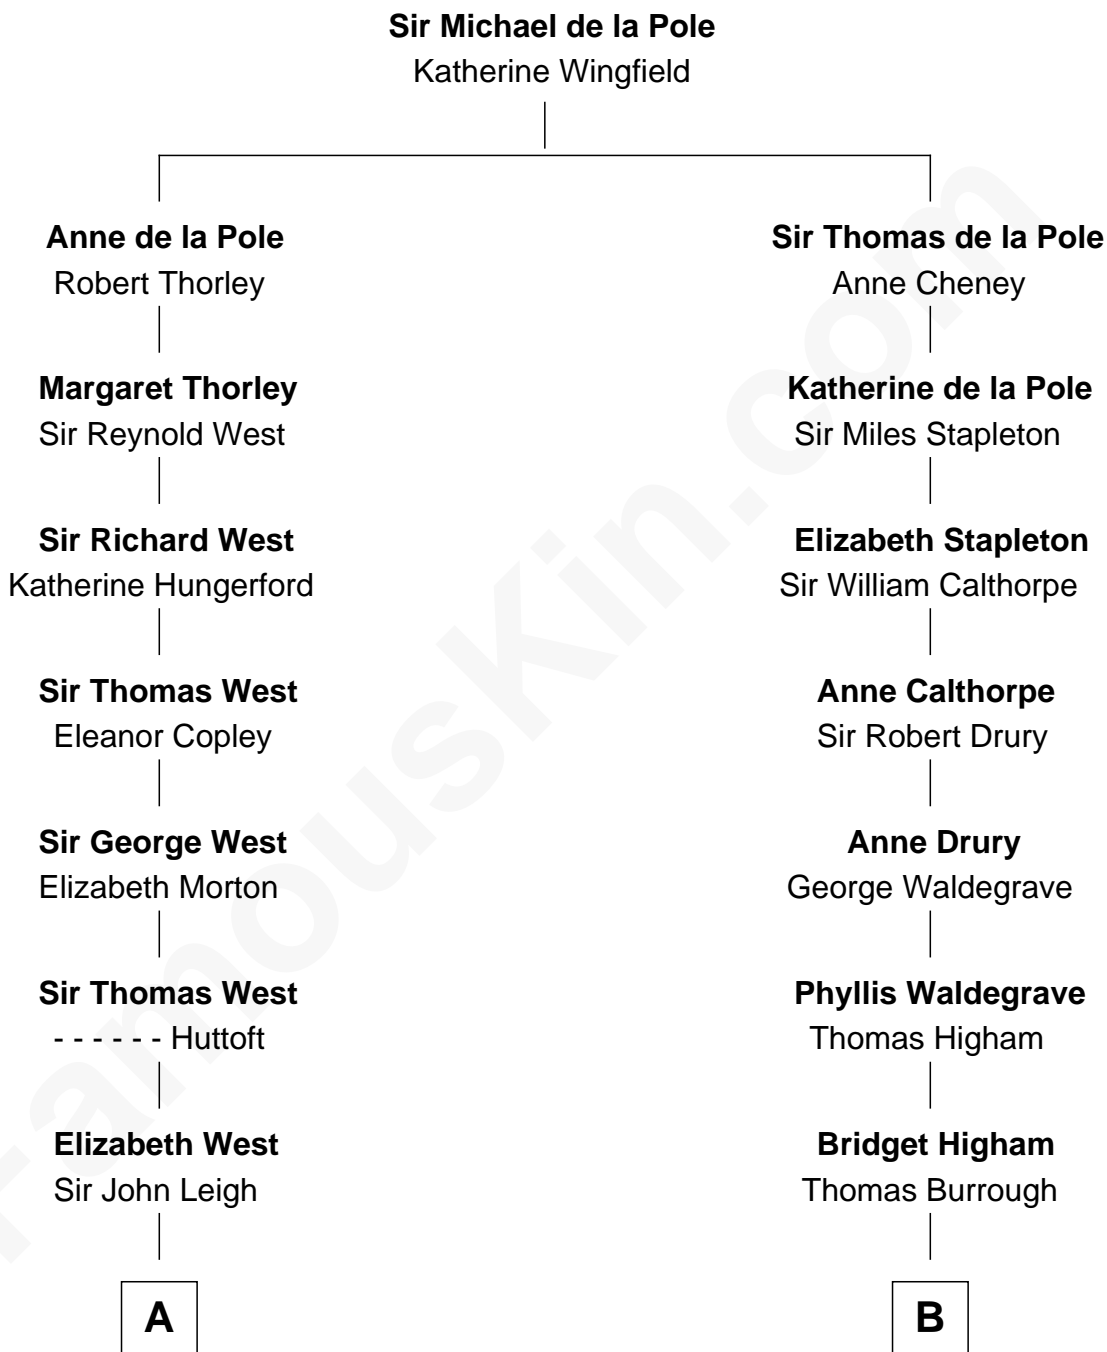 Sir Michael de la Pole
Katherine Wingfield
Anne de la Pole
Robert Thorley
Sir Thomas de la Pole
Anne Cheney
Margaret Thorley
Sir Reynold West
Katherine de la Pole
Sir Miles Stapleton
Sir Richard West
Katherine Hungerford
Elizabeth Stapleton
Sir William Calthorpe
Sir Thomas West
Eleanor Copley
Anne Calthorpe
Sir Robert Drury
Sir George West
Elizabeth Morton
Anne Drury
George Waldegrave
Sir Thomas West
- - - - - - Huttoft
Phyllis Waldegrave
Thomas Higham
Elizabeth West
Sir John Leigh
Bridget Higham
Thomas Burrough
A
B
FamousKin.com